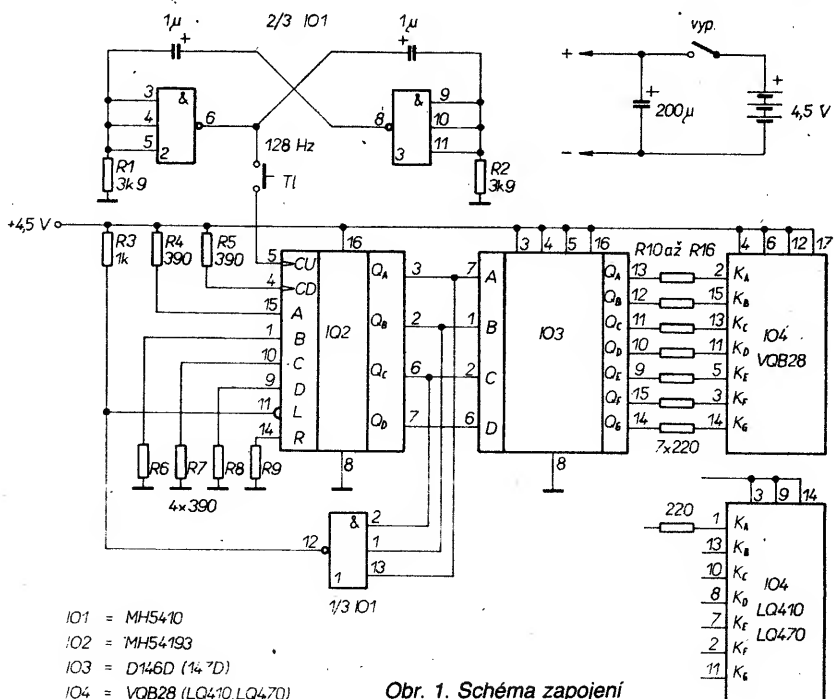 1µ
+
2/3 IO1
1µ
+
vyp.
3
4
5
&
2
6
8
&
3
9
10
11
+
-
+
200µ
+
4,5 V
R1
3k9
128 Hz
Tl
R2
3k9
+4,5 V
R3
1k
R4
390
R5
390
16
3 4 5 16
R10 až R16
4 6 12 17
5 CU
4 CD
15 A
1 B
10 C
9 D
11 L
14 R
IO2
QA 3
QB 2
QC 6
QD 7
8
7 A
1 B
2 C
6 D
IO3
QA 13
QB 12
QC 11
QD 10
QE 9
QF 15
QG 14
8
7x220
2 KA
15 KB
13 KC
11 KD
5 KE
3 KF
14 KG
IO4
VQB28
R6 R7 R8 R9
4x390
12
&
1
2
1
13
1/3 IO1
3 9 14
220
1 KA
13 KB
10 KC
8 KD
7 KE
2 KF
11 KG
IO4
LQ410
LQ470
IO1 = MH5410
IO2 = MH54193
IO3 = D146D (147D)
IO4 = VQB28 (LQ410, LQ470)
Obr. 1. Schéma zapojení